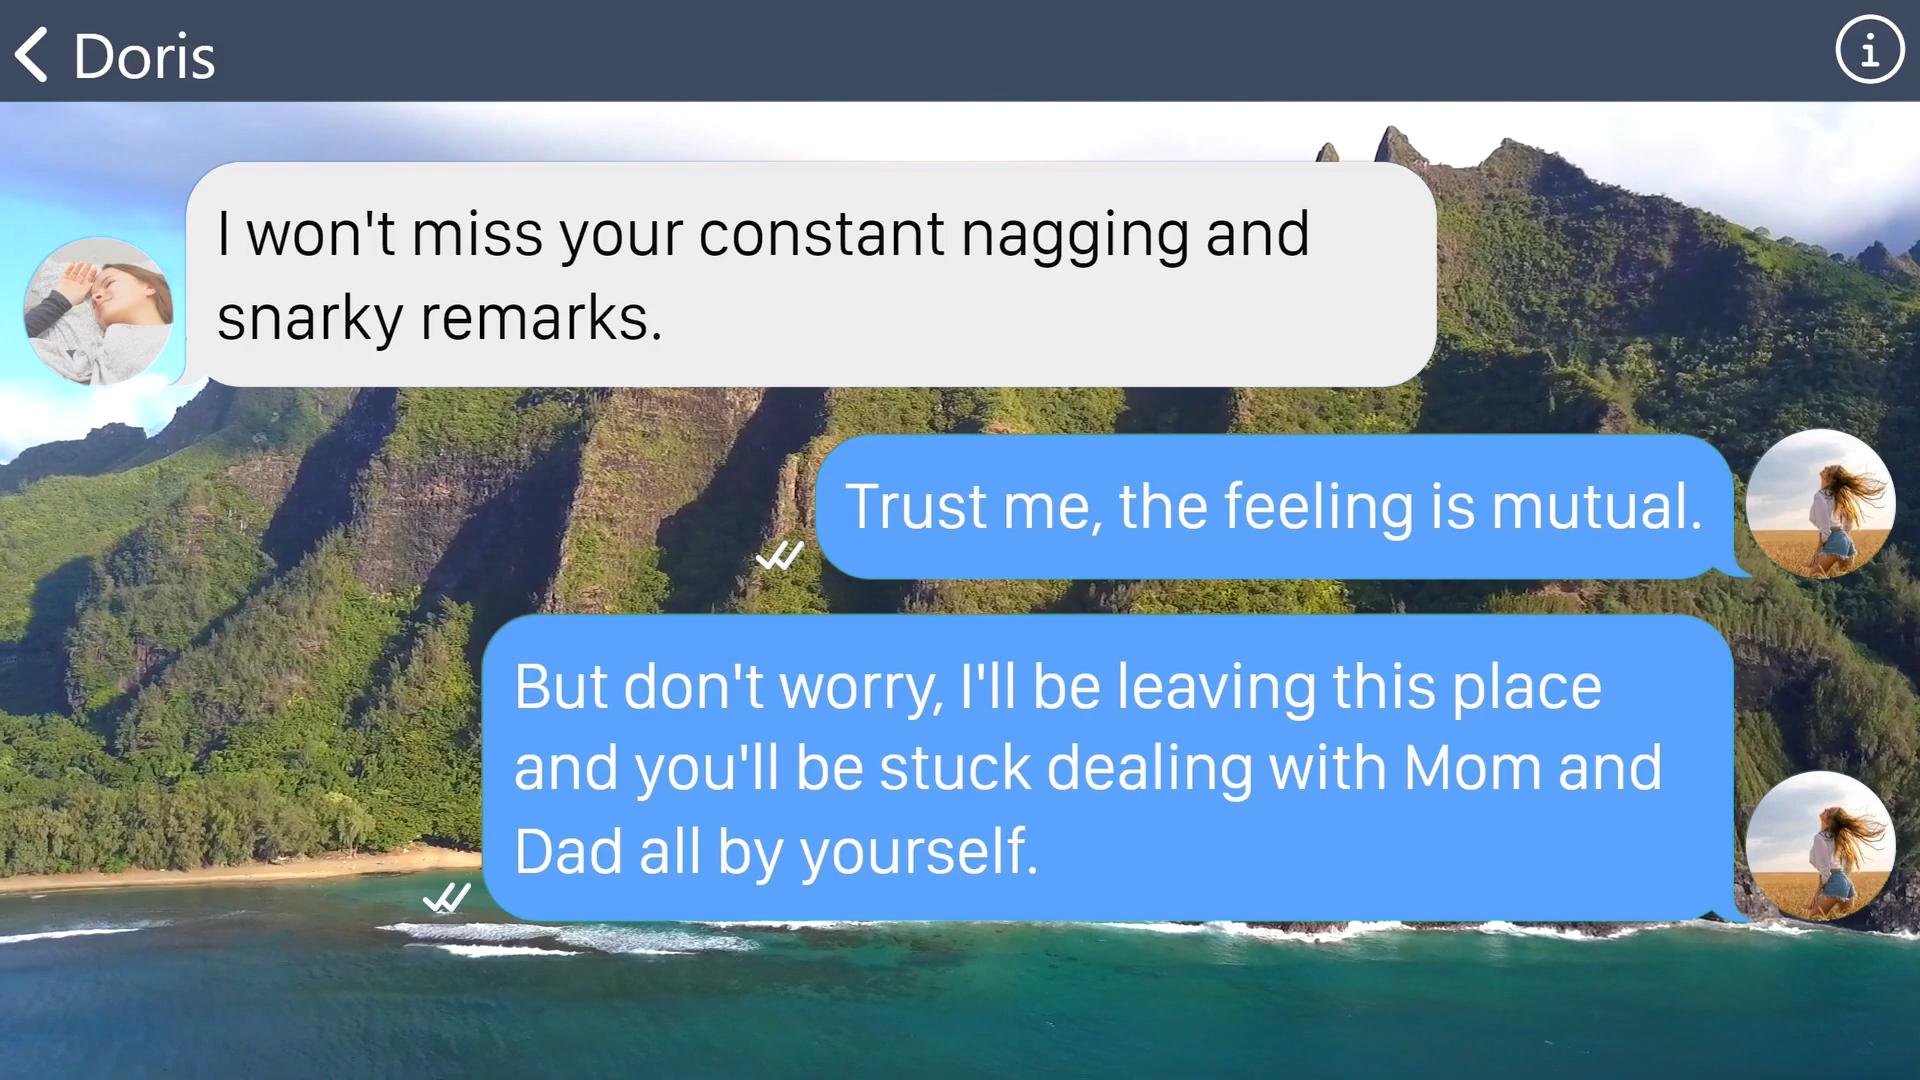 Doris
I won't miss your constant nagging and
snarky remarks.
Trust me, the feeling is mutual.
But don't worry, I'll be leaving this place
and you'll be stuck dealing with Mom and
Dad all by yourself.